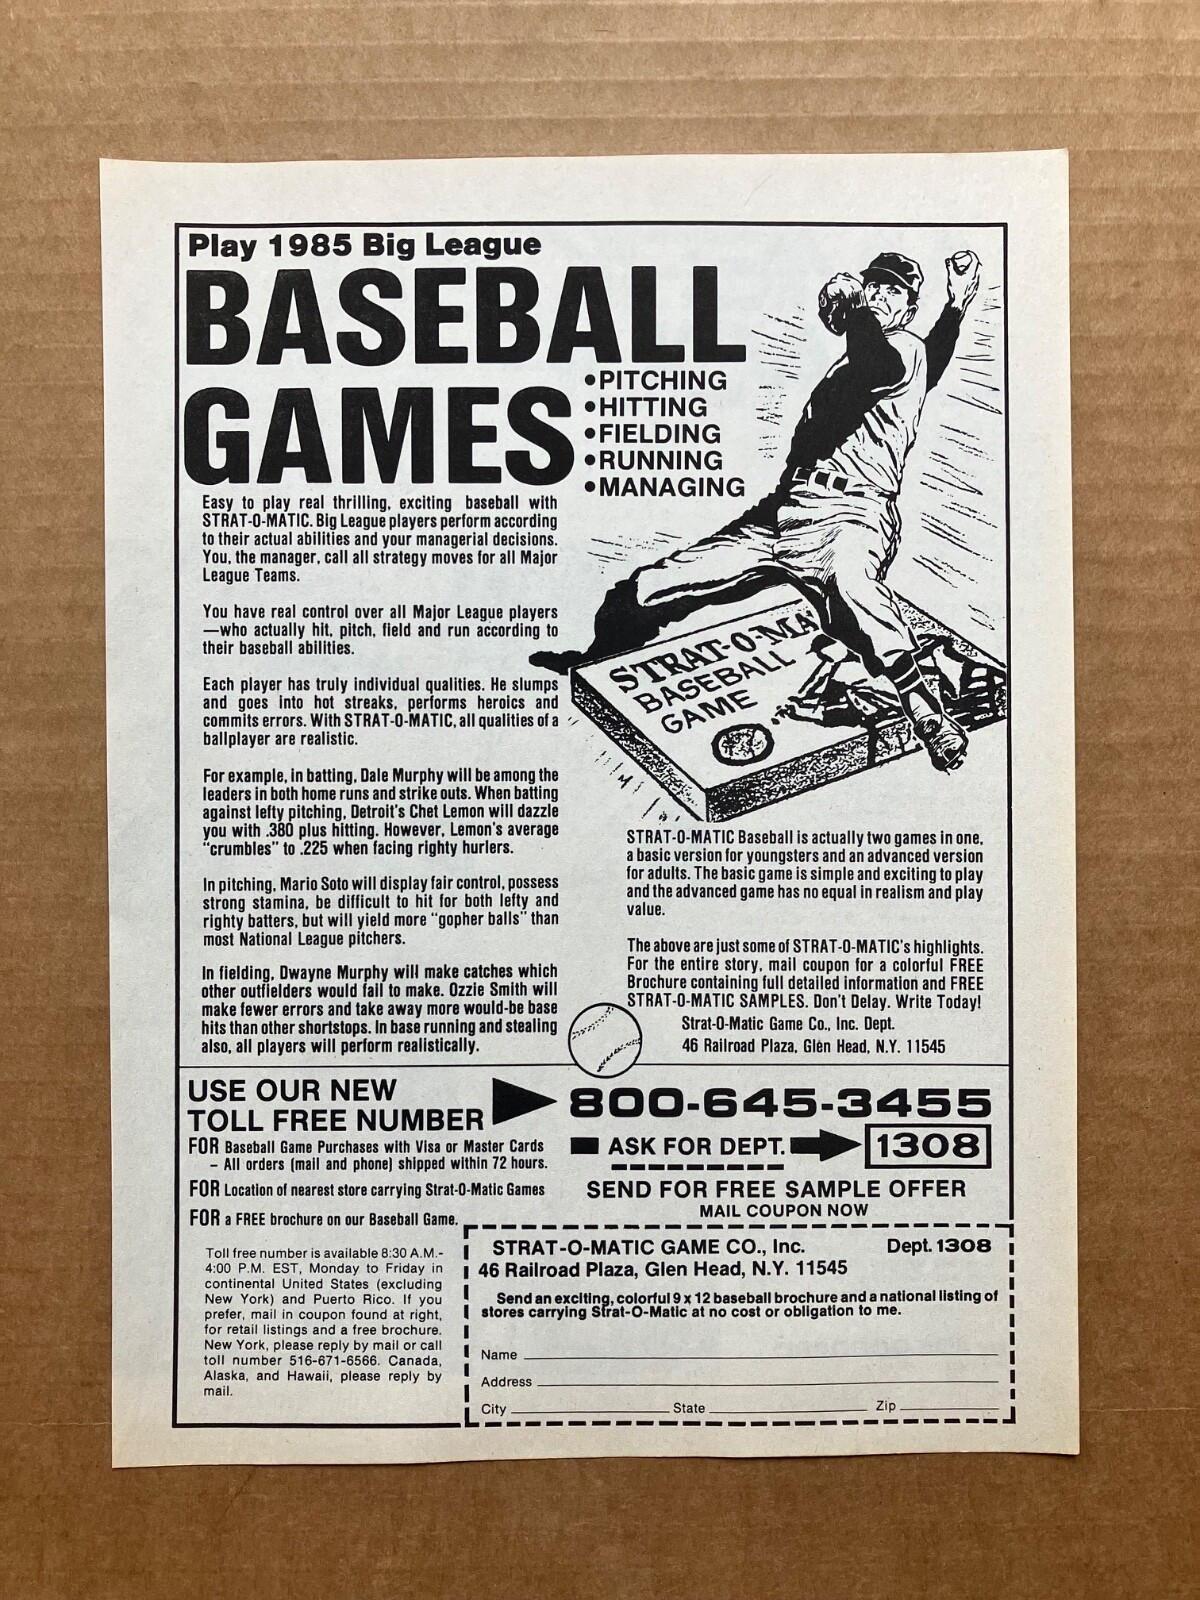 Play 1985 Big League
BASEBALL
GAMES
•PITCHING
•HITTING
•FIELDING
•RUNNING
•MANAGING
Easy to play real thrilling, exciting baseball with
STRAT-O-MATIC. Big League players perform according
to their actual abilities and your managerial decisions.
You, the manager, call all strategy moves for all Major
League Teams.
You have real control over all Major League players
—who actually hit, pitch, field and run according to
their baseball abilities.
Each player has truly individual qualities. He slumps
and goes into hot streaks, performs heroics and
commits errors. With STRAT-O-MATIC, all qualities of a
ballplayer are realistic.
For example, in batting, Dale Murphy will be among the
leaders in both home runs and strike outs. When batting
against lefty pitching, Detroit's Chet Lemon will dazzle
you with .380 plus hitting. However, Lemon's average
"crumbles" to .225 when facing righty hurlers.
In pitching, Mario Soto will display fair control, possess
strong stamina, be difficult to hit for both lefty and
righty batters, but will yield more "gopher balls" than
most National League pitchers.
In fielding, Dwayne Murphy will make catches which
other outfielders would fail to make. Ozzie Smith will
make fewer errors and take away more would-be base
hits than other shortstops. In base running and stealing
also, all players will perform realistically.
STRAT-O-MA
BASEBALL
GAME
STRAT-O-MATIC Baseball is actually two games in one,
a basic version for youngsters and an advanced version
for adults. The basic game is simple and exciting to play
and the advanced game has no equal in realism and play
value.
The above are just some of STRAT-O-MATIC's highlights.
For the entire story, mail coupon for a colorful FREE
Brochure containing full detailed information and FREE
STRAT-O-MATIC SAMPLES. Don't Delay. Write Today!
Strat-O-Matic Game Co., Inc. Dept.
46 Railroad Plaza, Glen Head, N.Y. 11545
USE OUR NEW
TOLL FREE NUMBER
800-645-3455
ASK FOR DEPT. 1308
FOR Baseball Game Purchases with Visa or Master Cards
– All orders (mail and phone) shipped within 72 hours.
FOR Location of nearest store carrying Strat-O-Matic Games
FOR a FREE brochure on our Baseball Game.
SEND FOR FREE SAMPLE OFFER
MAIL COUPON NOW
Toll free number is available 8:30 A.M.-
4:00 P.M. EST, Monday to Friday in
continental United States (excluding
New York) and Puerto Rico. If you
prefer, mail in coupon found at right,
for retail listings and a free brochure.
New York, please reply by mail or call
toll number 516-671-6566. Canada,
Alaska, and Hawaii, please reply by
mail.
STRAT-O-MATIC GAME CO., Inc. Dept. 1308
46 Railroad Plaza, Glen Head, N.Y. 11545
Send an exciting, colorful 9 x 12 baseball brochure and a national listing of
stores carrying Strat-O-Matic at no cost or obligation to me.
Name
Address
City State Zip